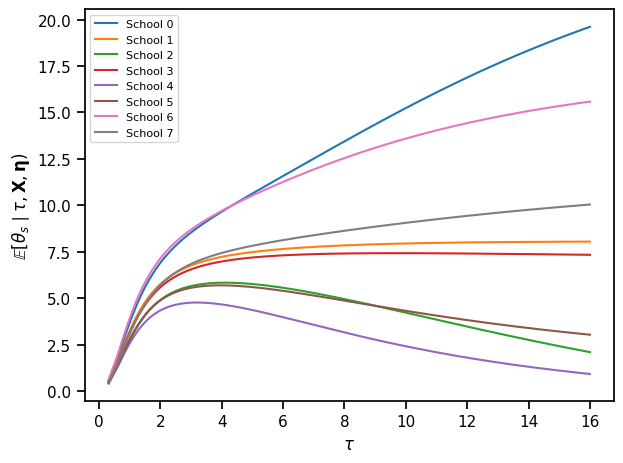 20.0
17.5
15.0
12.5
10.0
7.5
5.0
2.5
0.0
𝔼[θ_s | τ, 𝐗, 𝛈)
School 0
School 1
School 2
School 3
School 4
School 5
School 6
School 7
0 2 4 6 8 10 12 14 16
τ